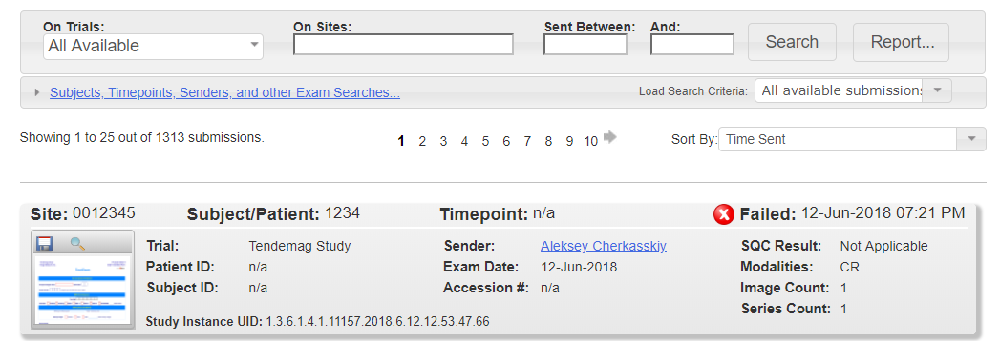 On Trials: On Sites: Sent Between: And:
All Available Search Report...
Subjects, Timepoints, Senders, and other Exam Searches... Load Search Criteria: All available submissions
Showing 1 to 25 out of 1313 submissions. 1 2 3 4 5 6 7 8 9 10 Sort By: Time Sent
Site: 0012345 Subject/Patient: 1234 Timepoint: n/a Failed: 12-Jun-2018 07:21 PM
Trial: Tendemag Study Sender: Aleksey Cherkasskiy SQC Result: Not Applicable
Patient ID: n/a Exam Date: 12-Jun-2018 Modalities: CR
Subject ID: n/a Accession #: n/a Image Count: 1
Series Count: 1
Study Instance UID: 1.3.6.1.4.1.11157.2018.6.12.12.53.47.66